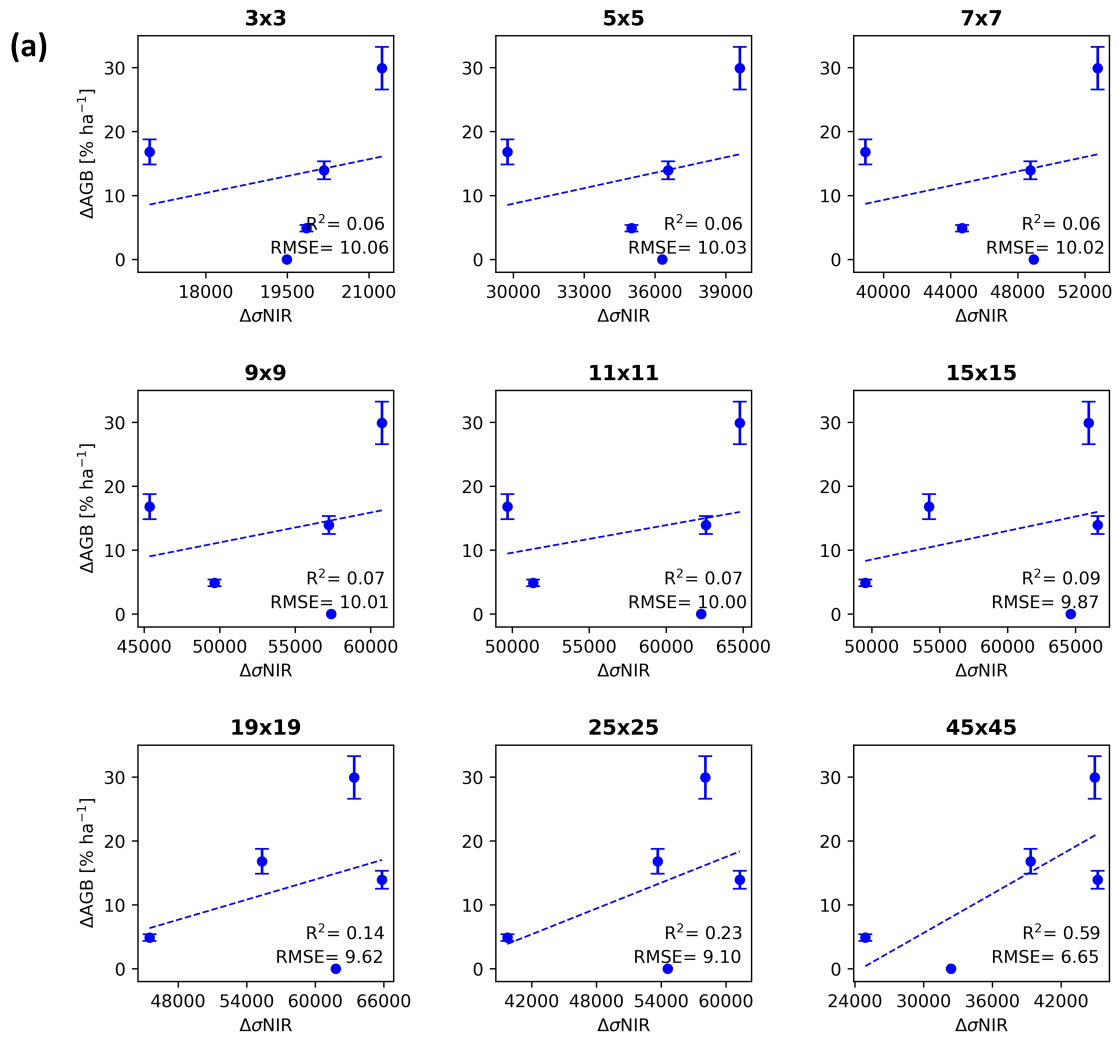 (a)
3x3
5x5
7x7
ΔAGB [% ha⁻¹]
30
20
10
0
R²= 0.06
RMSE= 10.06
18000 19500 21000
ΔσNIR
30
20
10
0
R²= 0.06
RMSE= 10.03
30000 33000 36000 39000
ΔσNIR
30
20
10
0
R²= 0.06
RMSE= 10.02
40000 44000 48000 52000
ΔσNIR
9x9
11x11
15x15
ΔAGB [% ha⁻¹]
30
20
10
0
R²= 0.07
RMSE= 10.01
45000 50000 55000 60000
ΔσNIR
30
20
10
0
R²= 0.07
RMSE= 10.00
50000 55000 60000 65000
ΔσNIR
30
20
10
0
R²= 0.09
RMSE= 9.87
50000 55000 60000 65000
ΔσNIR
19x19
25x25
45x45
ΔAGB [% ha⁻¹]
30
20
10
0
R²= 0.14
RMSE= 9.62
48000 54000 60000 66000
ΔσNIR
30
20
10
0
R²= 0.23
RMSE= 9.10
42000 48000 54000 60000
ΔσNIR
30
20
10
0
R²= 0.59
RMSE= 6.65
24000 30000 36000 42000
ΔσNIR